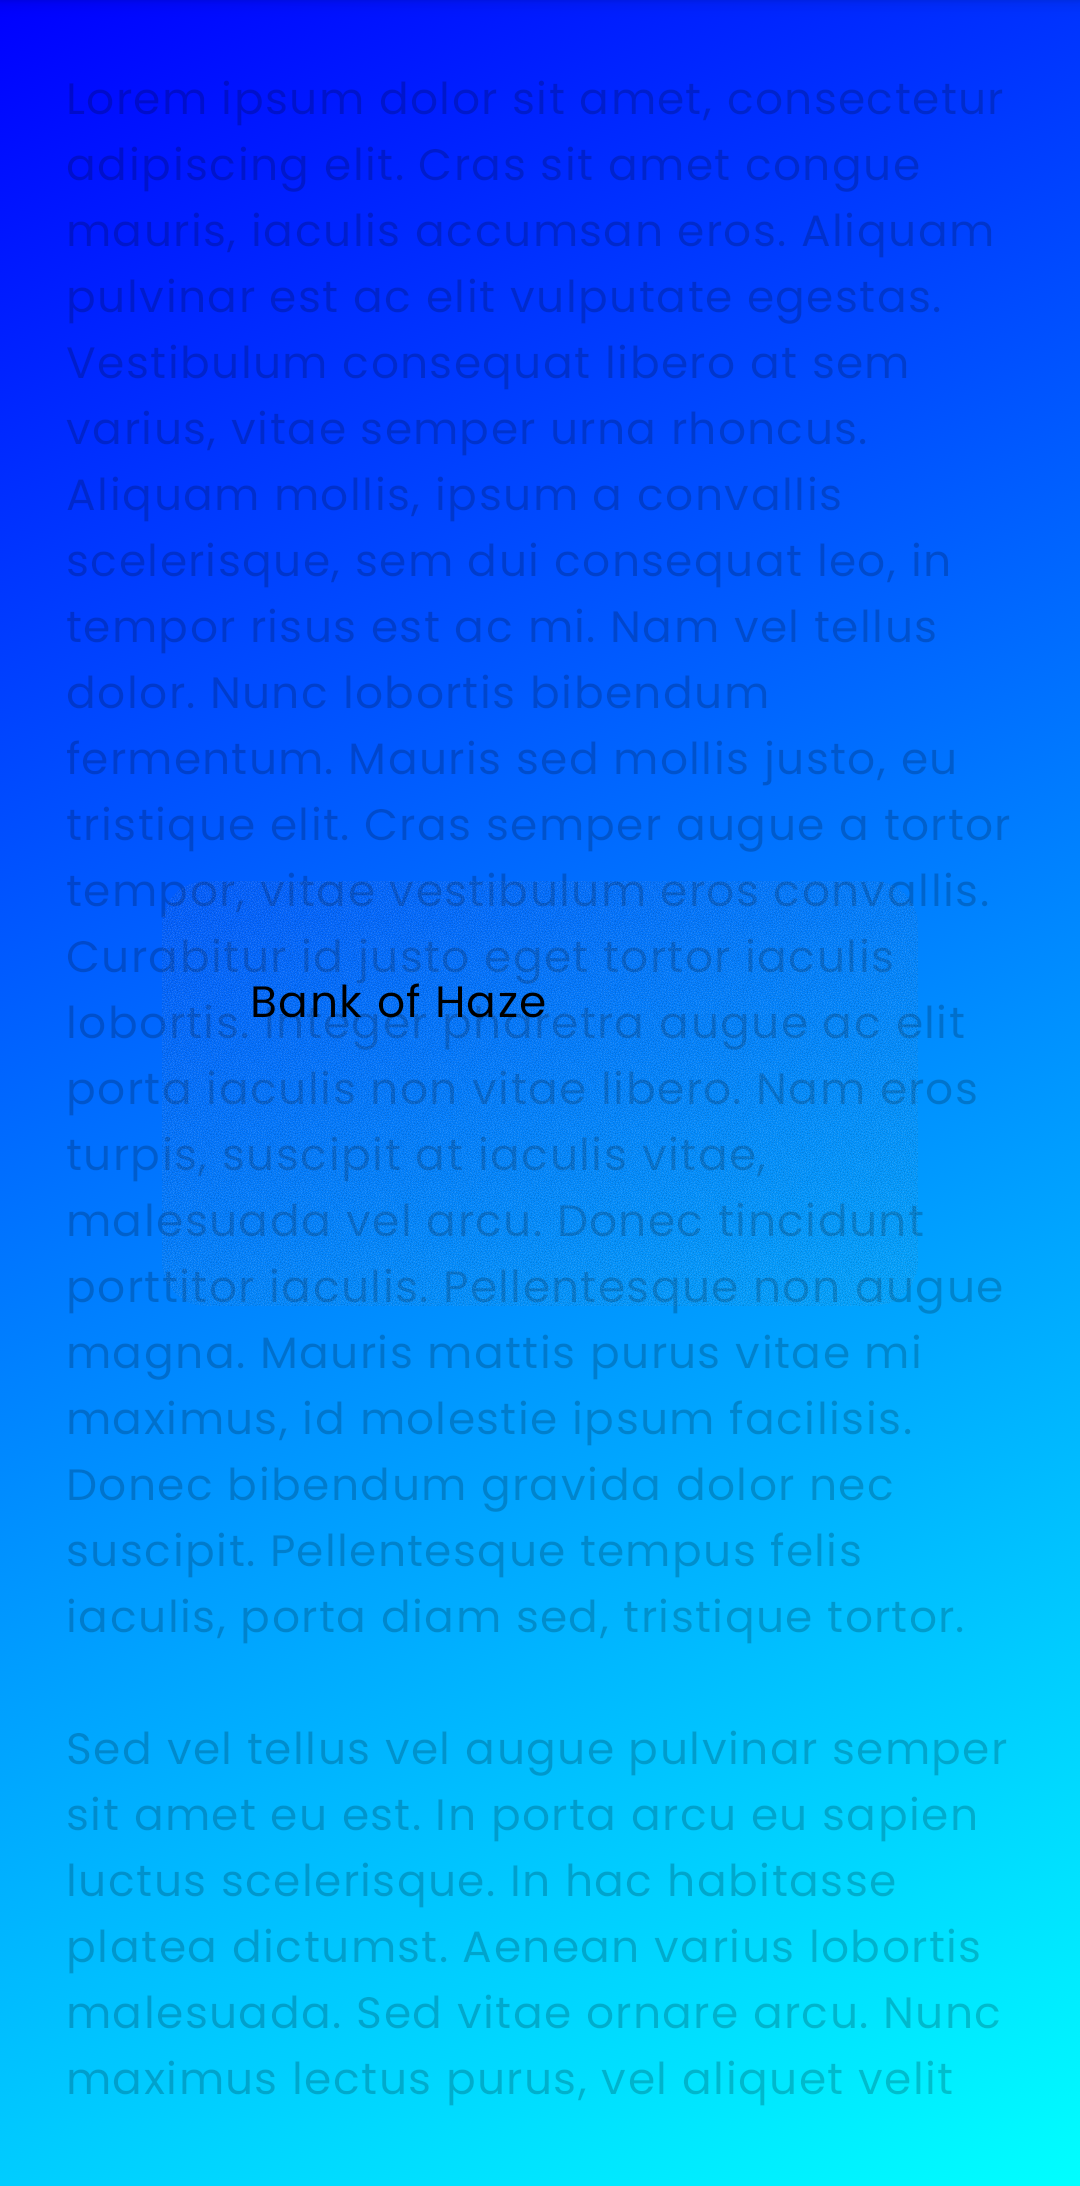 Lorem ipsum dolor sit amet, consectetur
adipiscing elit. Cras sit amet congue
mauris, iaculis accumsan eros. Aliquam
pulvinar est ac elit vulputate egestas.
Vestibulum consequat libero at sem
varius, vitae semper urna rhoncus.
Aliquam mollis, ipsum a convallis
scelerisque, sem dui consequat leo, in
tempor risus est ac mi. Nam vel tellus
dolor. Nunc lobortis bibendum
fermentum. Mauris sed mollis justo, eu
tristique elit. Cras semper augue a tortor
tempor, vitae vestibulum eros convallis.
Curabitur id justo eget tortor iaculis
Bank of Haze
lobortis. Integer pharetra augue ac elit
porta iaculis non vitae libero. Nam eros
turpis, suscipit at iaculis vitae,
malesuada vel arcu. Donec tincidunt
porttitor iaculis. Pellentesque non augue
magna. Mauris mattis purus vitae mi
maximus, id molestie ipsum facilisis.
Donec bibendum gravida dolor nec
suscipit. Pellentesque tempus felis
iaculis, porta diam sed, tristique tortor.
Sed vel tellus vel augue pulvinar semper
sit amet eu est. In porta arcu eu sapien
luctus scelerisque. In hac habitasse
platea dictumst. Aenean varius lobortis
malesuada. Sed vitae ornare arcu. Nunc
maximus lectus purus, vel aliquet velit